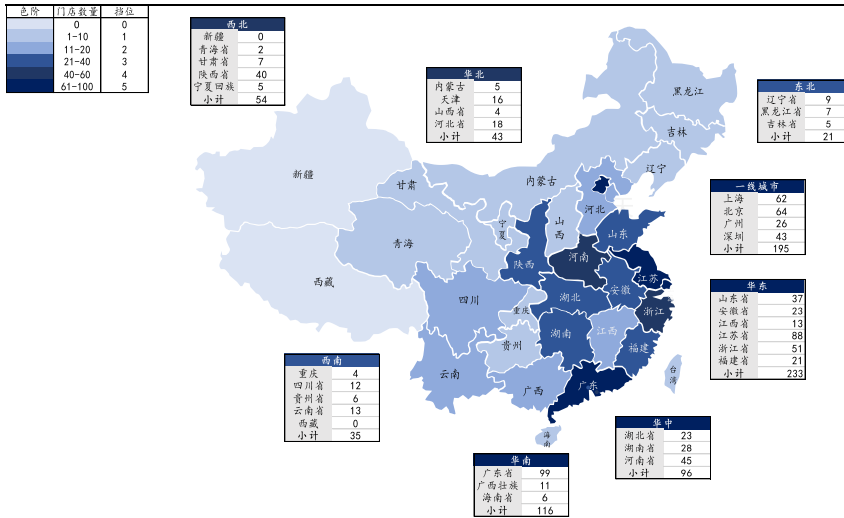 色阶 门店数量 挡位
0 0
1-10 1
11-20 2
21-40 3
40-60 4
61-100 5
西北
新疆 0
青海省 2
甘肃省 7
陕西省 40
宁夏回族 5
小计 54
华北
内蒙古 5
天津 16
山西省 4
河北省 18
小计 43
东北
辽宁省 9
黑龙江省 7
吉林省 5
小计 21
一线城市
上海 62
北京 64
广州 26
深圳 43
小计 195
华东
山东省 37
安徽省 23
江西省 13
江苏省 88
浙江省 51
福建省 21
小计 233
西南
重庆 4
四川省 12
贵州省 6
云南省 13
西藏 0
小计 35
华中
湖北省 23
湖南省 28
河南省 45
小计 96
华南
广东省 99
广西壮族 11
海南省 6
小计 116
黑龙江
吉林
辽宁
新疆
甘肃
内蒙古
河北
山西
宁夏
山东
青海
陕西
河南
江苏
西藏
安徽
四川
湖北
重庆
浙江
湖南
江西
贵州
福建
云南
广西
广东
台湾
海南